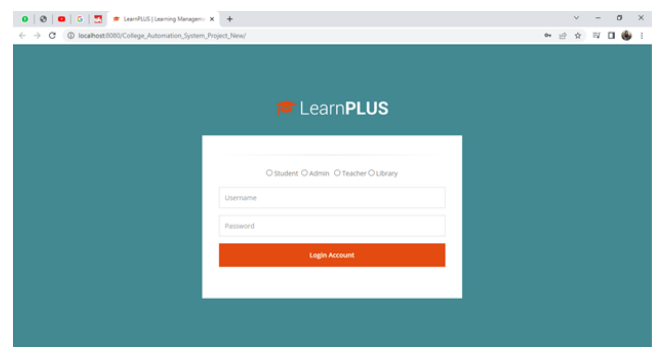 LearnPLUS | Learning Managem
localhost:8080/College_Automation_System_Project_New/
LearnPLUS
Student Admin Teacher Library
Username
Password
Login Account